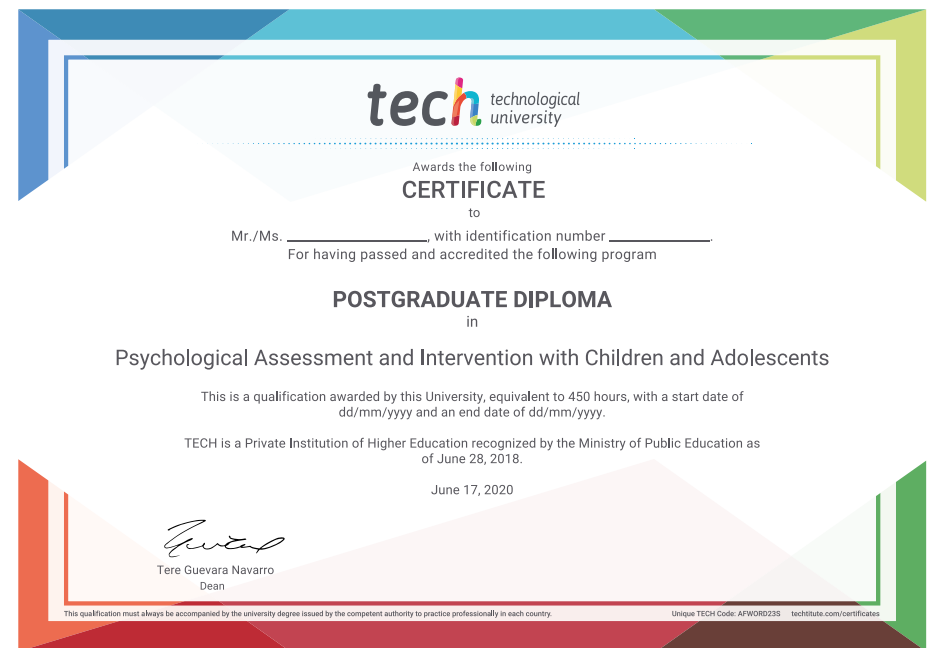 tech technological
university
Awards the following
CERTIFICATE
to
Mr./Ms. ____________, with identification number ____________.
For having passed and accredited the following program
POSTGRADUATE DIPLOMA
in
Psychological Assessment and Intervention with Children and Adolescents
This is a qualification awarded by this University, equivalent to 450 hours, with a start date of
dd/mm/yyyy and an end date of dd/mm/yyyy.
TECH is a Private Institution of Higher Education recognized by the Ministry of Public Education as
of June 28, 2018.
June 17, 2020
Tere Guevara Navarro
Dean
This qualification must always be accompanied by the university degree issued by the competent authority to practice professionally in each country.
Unique TECH Code: AFWORD23S techtitute.com/certificates